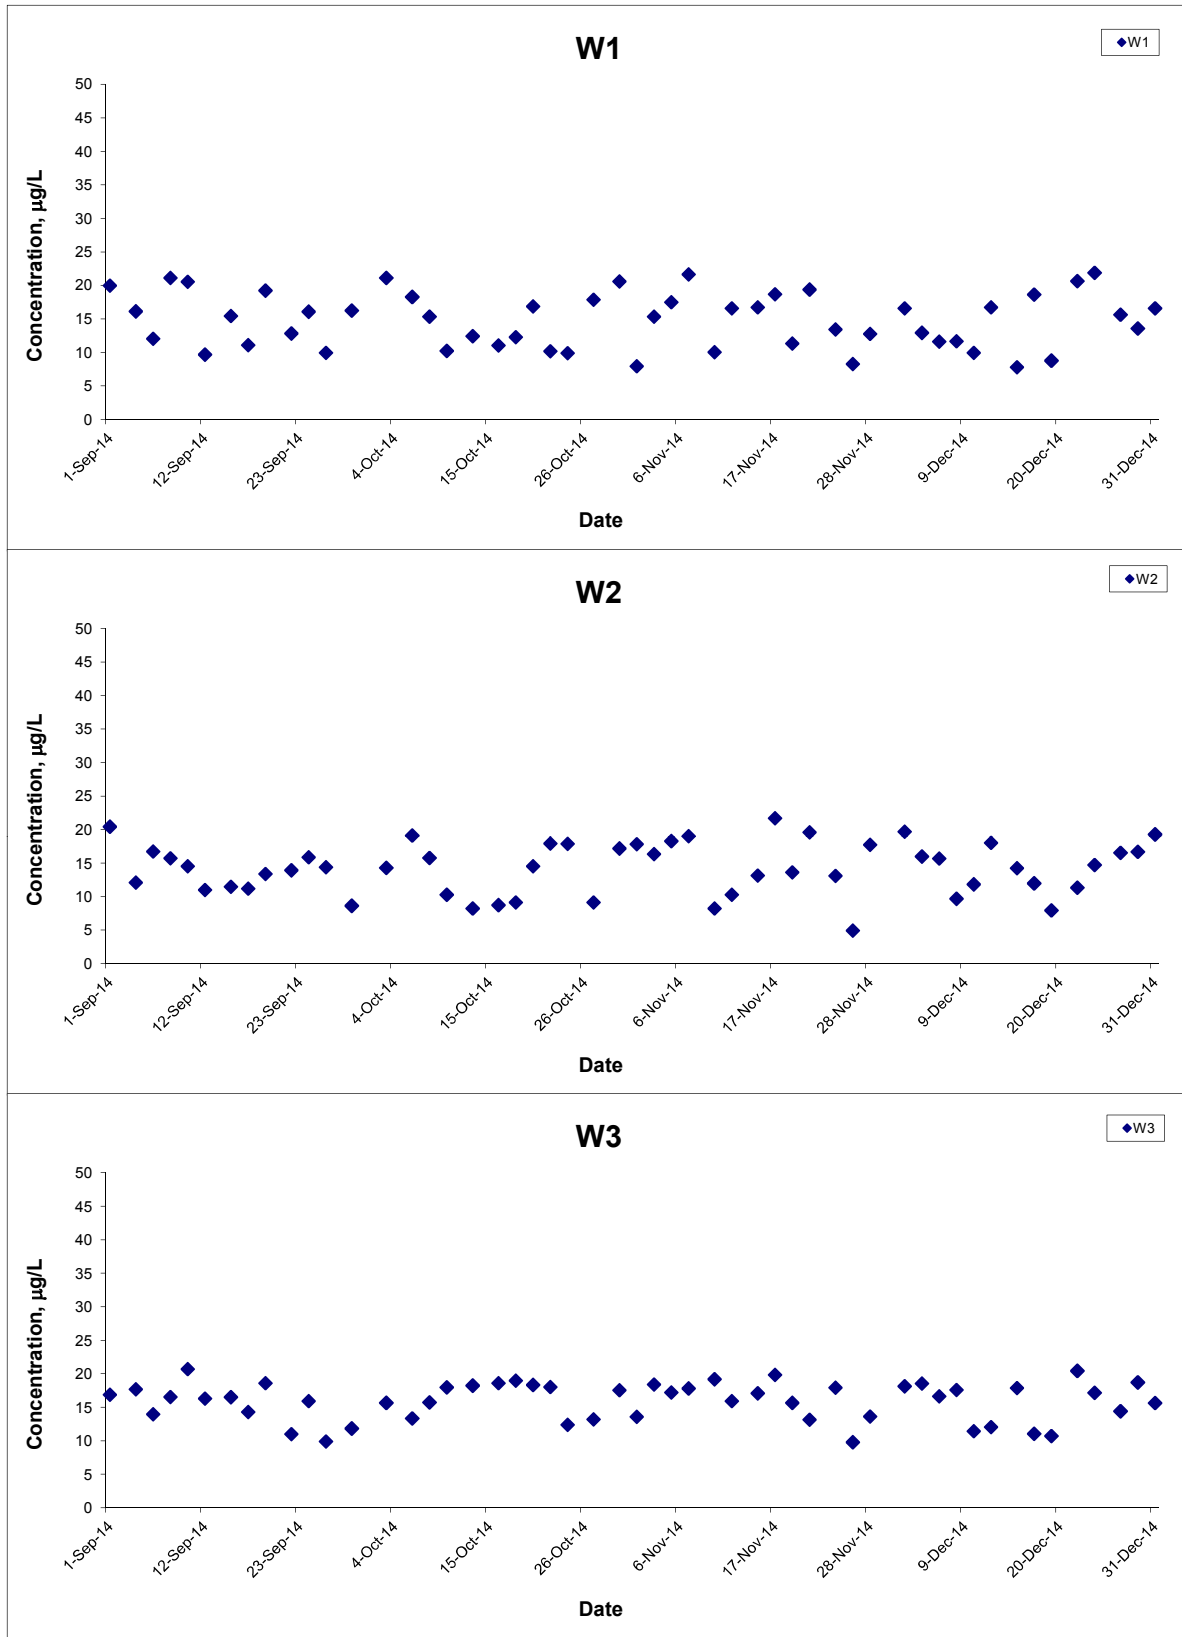 W1
W1
50
45
40
35
30
25
20
15
10
5
0
Concentration, µg/L
1-Sep-14
12-Sep-14
23-Sep-14
4-Oct-14
15-Oct-14
26-Oct-14
6-Nov-14
17-Nov-14
28-Nov-14
9-Dec-14
20-Dec-14
31-Dec-14
Date
W2
W2
50
45
40
35
30
25
20
15
10
5
0
Concentration, µg/L
1-Sep-14
12-Sep-14
23-Sep-14
4-Oct-14
15-Oct-14
26-Oct-14
6-Nov-14
17-Nov-14
28-Nov-14
9-Dec-14
20-Dec-14
31-Dec-14
Date
W3
W3
50
45
40
35
30
25
20
15
10
5
0
Concentration, µg/L
1-Sep-14
12-Sep-14
23-Sep-14
4-Oct-14
15-Oct-14
26-Oct-14
6-Nov-14
17-Nov-14
28-Nov-14
9-Dec-14
20-Dec-14
31-Dec-14
Date